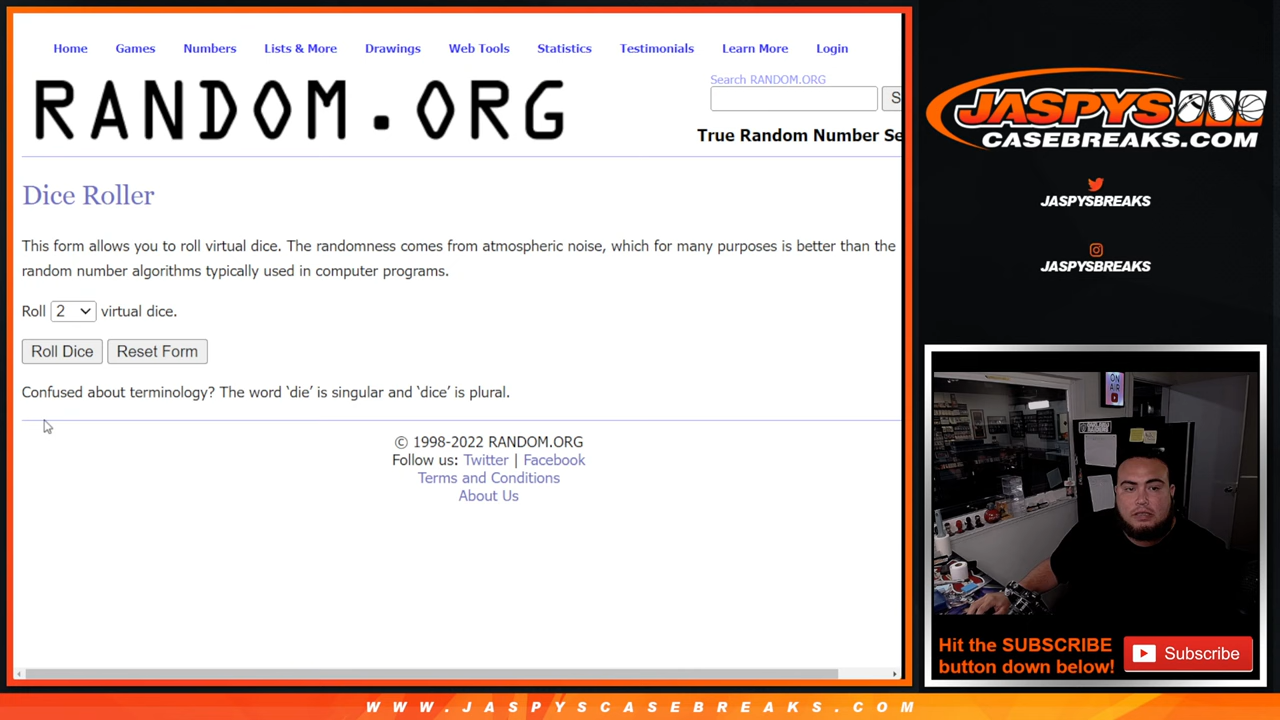 Home Games Numbers Lists & More Drawings Web Tools Statistics Testimonials Learn More Login
RANDOM.ORG
Search RANDOM.ORG
S
True Random Number Se
Dice Roller
This form allows you to roll virtual dice. The randomness comes from atmospheric noise, which for many purposes is better than the
random number algorithms typically used in computer programs.
Roll 2 virtual dice.
Roll Dice Reset Form
Confused about terminology? The word ‘die’ is singular and ‘dice’ is plural.
© 1998-2022 RANDOM.ORG
Follow us: Twitter | Facebook
Terms and Conditions
About Us
JASPYS
CASEBREAKS.COM
JASPYSBREAKS
JASPYSBREAKS
ON
AIR
Hit the SUBSCRIBE
button down below!
Subscribe
WWW.JASPYSCASEBREAKS.COM